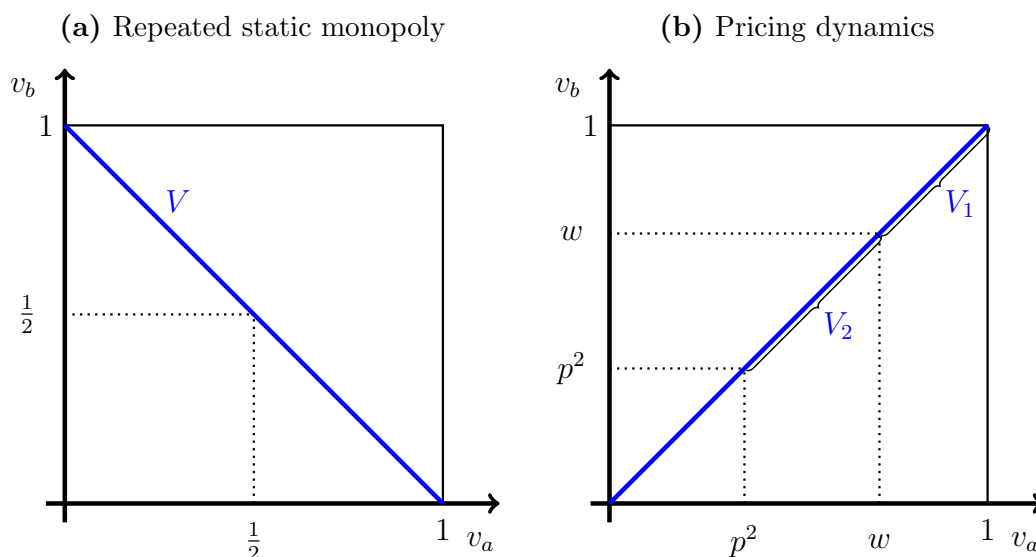 (a) Repeated static monopoly
v_b
1
V
1/2
1/2
1
v_a
(b) Pricing dynamics
v_b
1
V_1
w
V_2
p^2
p^2
w
1
v_a